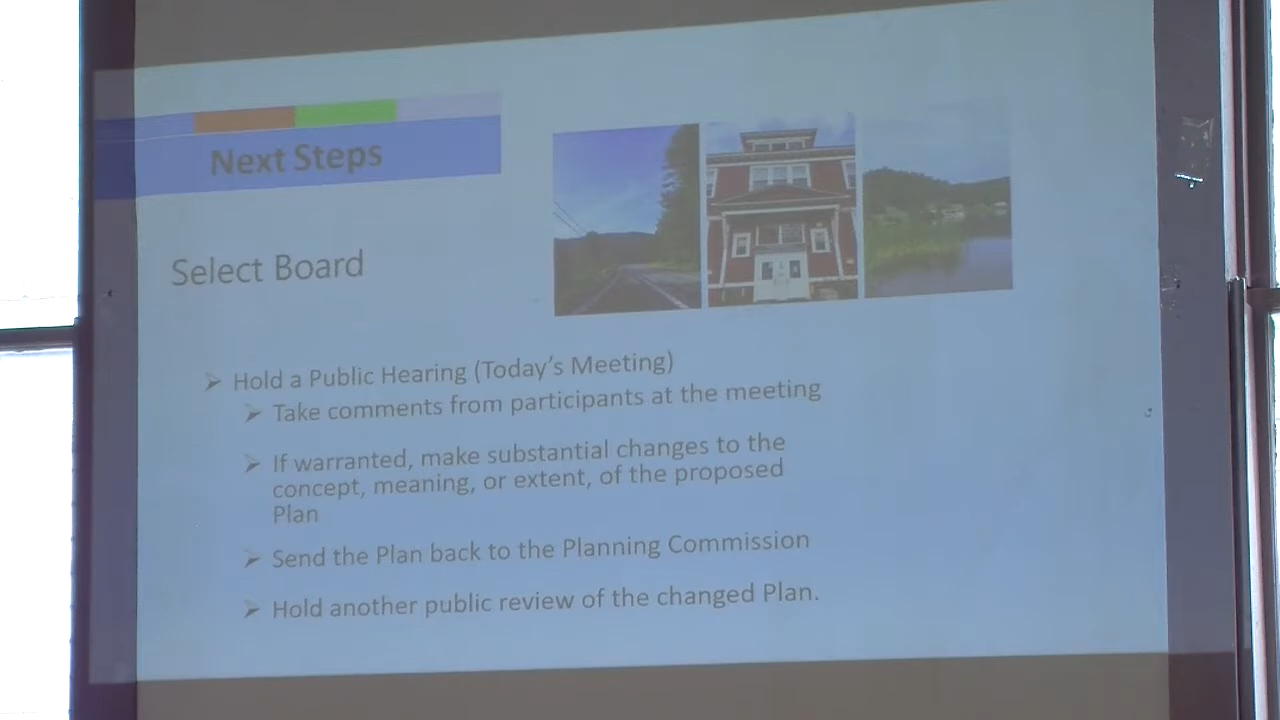 Next Steps
Select Board
➢ Hold a Public Hearing (Today's Meeting)
➢ Take comments from participants at the meeting
➢ If warranted, make substantial changes to the
concept, meaning, or extent, of the proposed
Plan
➢ Send the Plan back to the Planning Commission
➢ Hold another public review of the changed Plan.